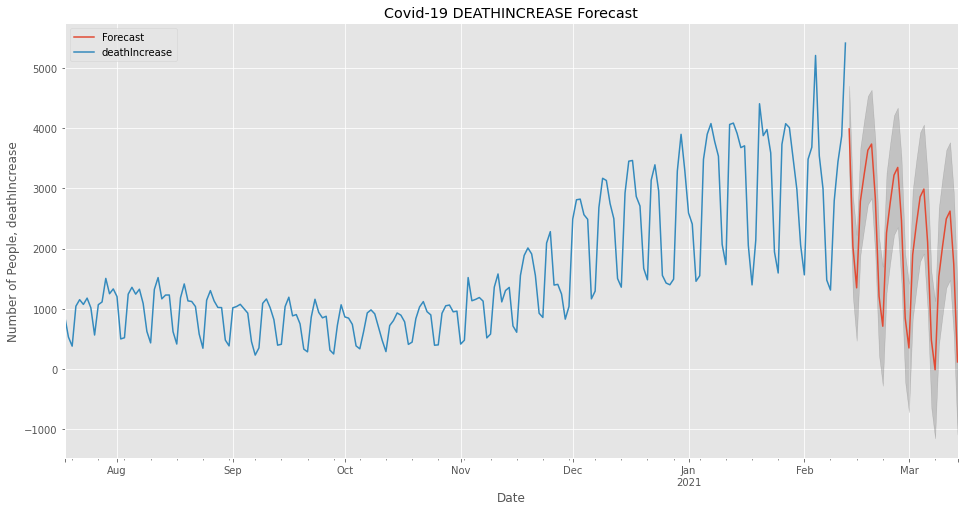 Covid-19 DEATHINCREASE Forecast
Forecast
deathIncrease
5000
4000
3000
2000
1000
0
−1000
Number of People, deathIncrease
Aug
Sep
Oct
Nov
Dec
Jan
2021
Feb
Mar
Date